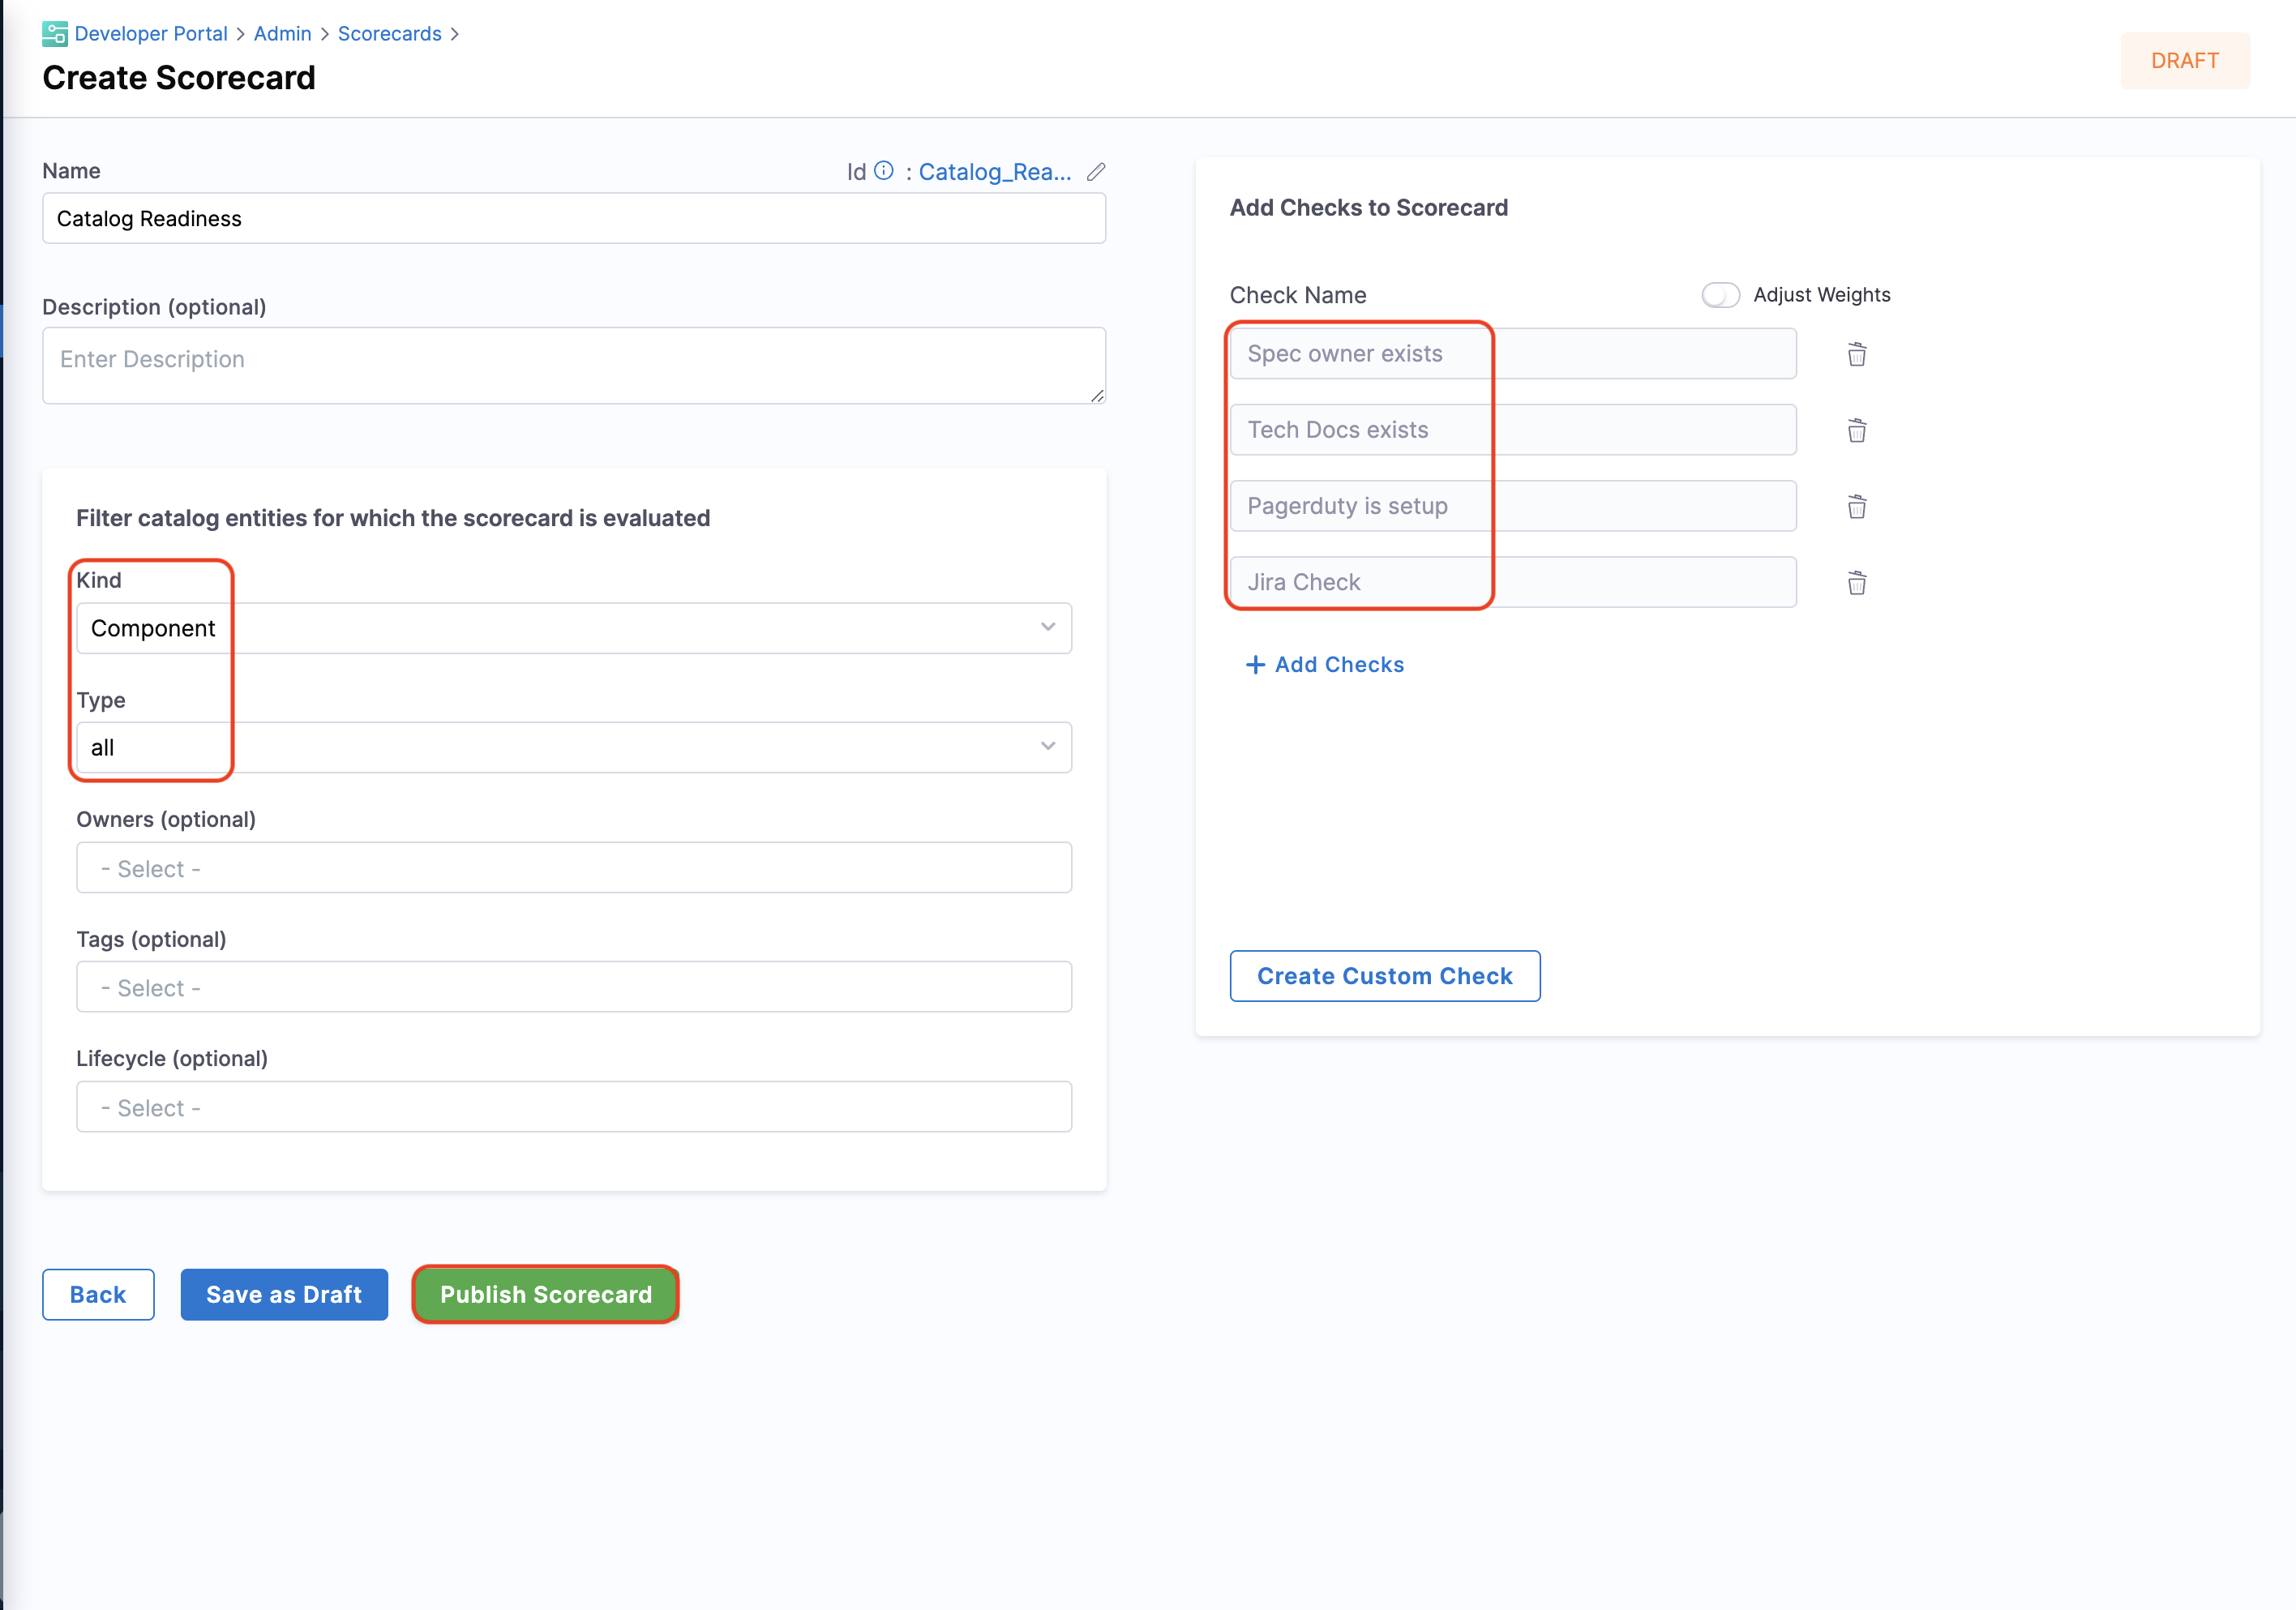 Developer Portal > Admin > Scorecards >
Create Scorecard
DRAFT
Name
Id : Catalog_Rea...
Catalog Readiness
Description (optional)
Enter Description
Filter catalog entities for which the scorecard is evaluated
Kind
Component
Type
all
Owners (optional)
- Select -
Tags (optional)
- Select -
Lifecycle (optional)
- Select -
Back
Save as Draft
Publish Scorecard
Add Checks to Scorecard
Check Name
Adjust Weights
Spec owner exists
Tech Docs exists
Pagerduty is setup
Jira Check
+ Add Checks
Create Custom Check